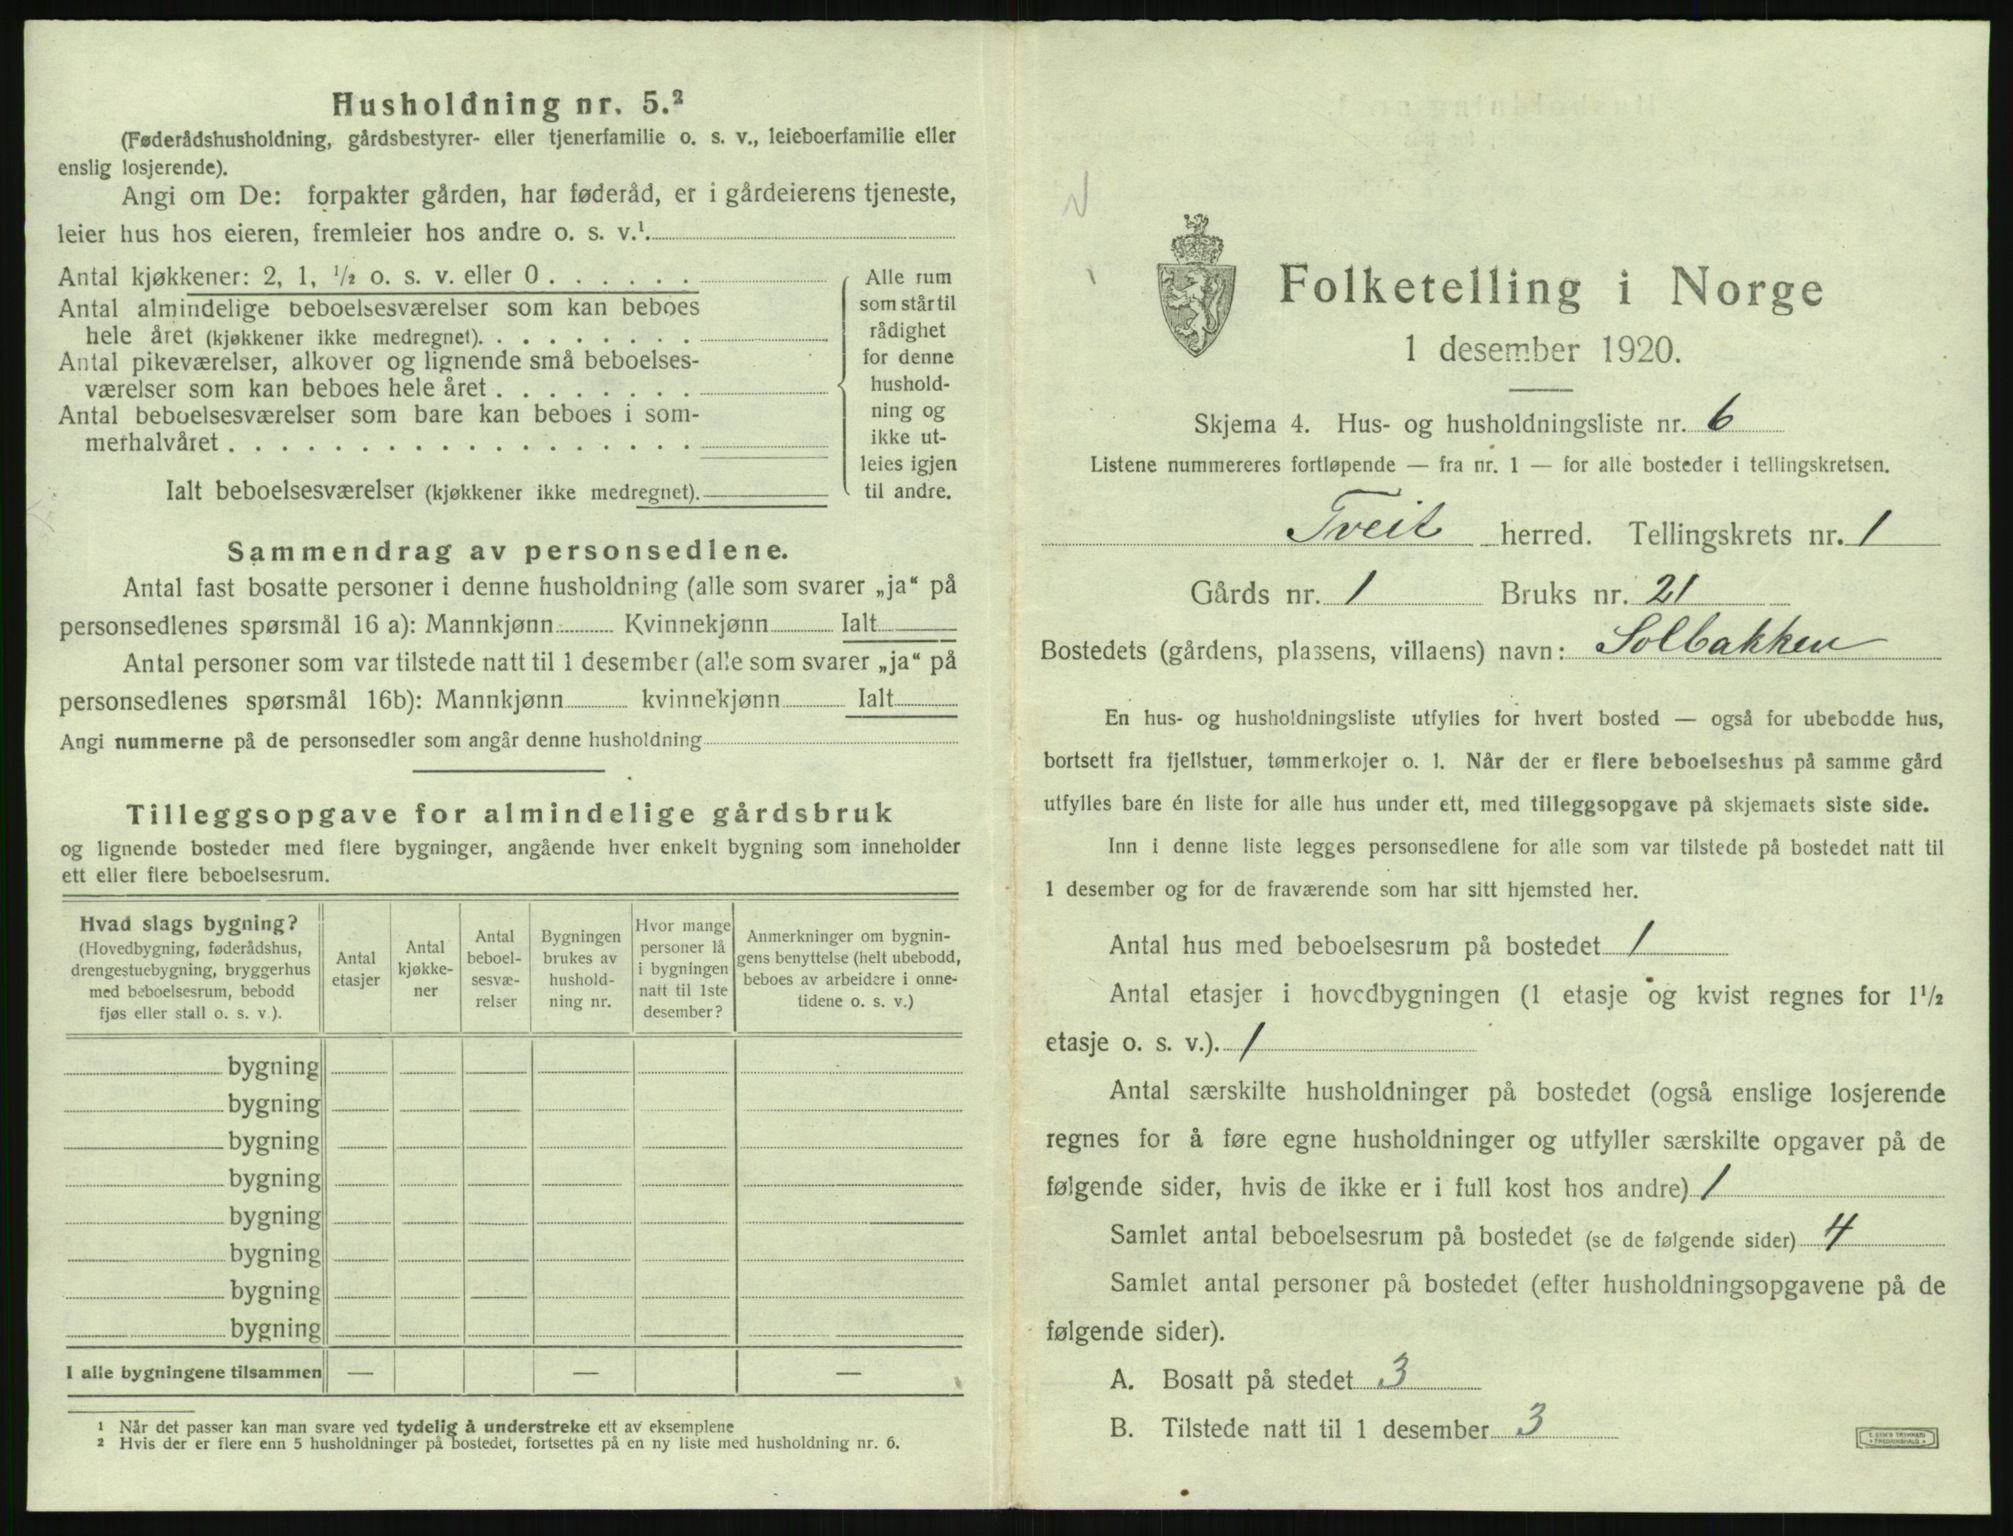 Husholdning nr. 5.²
(Føderådshusholdning, gårdsbestyrer- eller tjenerfamilie o. s. v., leieboerfamilie eller
enslig losjerende).
Angi om De: forpakter gården, har føderåd, er i gårdeierens tjeneste,
leier hus hos eieren, fremleier hos andre o. s. v.¹.
Antal kjøkkener: 2, 1, ¹/₂ o. s. v. eller 0 . . . . . .
Antal almindelige beboelsesværelser som kan beboes
hele året (kjøkkener ikke medregnet). . . . . . . . .
Antal pikeværelser, alkover og lignende små beboelses-
værelser som kan beboes hele året . . . . . . . .
Antal beboelsesværelser som bare kan beboes i som-
merhalvåret . . . . . . . . . . . . . . . . . .
Ialt beboelsesværelser (kjøkkener ikke medregnet).
Alle rum
som står til
rådighet
for denne
hushold-
ning og
ikke ut-
leies igjen
til andre.
Sammendrag av personsedlene.
Antal fast bosatte personer i denne husholdning (alle som svarer „ja“ på
personsedlenes spørsmål 16 a): Mannkjønn Kvinnekjønn Ialt
Antal personer som var tilstede natt til 1 desember (alle som svarer „ja“ på
personsedlenes spørsmål 16b): Mannkjønn kvinnekjønn Ialt
Angi nummerne på de personsedler som angår denne husholdning
Tilleggsopgave for almindelige gårdsbruk
og lignende bosteder med flere bygninger, angående hver enkelt bygning som inneholder
ett eller flere beboelsesrum.
Hvad slags bygning?
(Hovedbygning, føderådshus,
drengestuebygning, bryggerhus
med beboelsesrum, bebodd
fjøs eller stall o. s. v.).
Antal
etasjer
Antal
kjøkke-
ner
Antal
beboel-
sesvæ-
relser
Bygningen
brukes av
hushold-
ning nr.
Hvor mange
personer lå
i bygningen
natt til 1ste
desember?
Anmerkninger om bygnin-
gens benyttelse (helt ubebodd,
beboes av arbeidere i onne-
tidene o. s. v.)
bygning
bygning
bygning
bygning
bygning
bygning
bygning
bygning
I alle bygningene tilsammen — — —
¹ Når det passer kan man svare ved tydelig å understreke ett av eksemplene
² Hvis der er flere enn 5 husholdninger på bostedet, fortsettes på en ny liste med husholdning nr. 6.
Folketelling i Norge
1 desember 1920.
Skjema 4. Hus- og husholdningsliste nr. 6
Listene nummereres fortløpende — fra nr. 1 — for alle bosteder i tellingskretsen.
Tveit herred. Tellingskrets nr. 1
Gårds nr. 1 Bruks nr. 21
Bostedets (gårdens, plassens, villaens) navn: Solbakken
En hus- og husholdningsliste utfylles for hvert bosted — også for ubebodde hus,
bortsett fra fjellstuer, tømmerkojer o. l. Når der er flere beboelseshus på samme gård
utfylles bare én liste for alle hus under ett, med tilleggsopgave på skjemaets siste side.
Inn i denne liste legges personsedlene for alle som var tilstede på bostedet natt til
1 desember og for de fraværende som har sitt hjemsted her.
Antal hus med beboelsesrum på bostedet 1
Antal etasjer i hovedbygningen (1 etasje og kvist regnes for 1¹/₂
etasje o. s. v.). 1
Antal særskilte husholdninger på bostedet (også enslige losjerende
regnes for å føre egne husholdninger og utfyller særskilte opgaver på de
følgende sider, hvis de ikke er i full kost hos andre) 1
Samlet antal beboelsesrum på bostedet (se de følgende sider) 4
Samlet antal personer på bostedet (efter husholdningsopgavene på de
følgende sider).
A. Bosatt på stedet 3
B. Tilstede natt til 1 desember 3